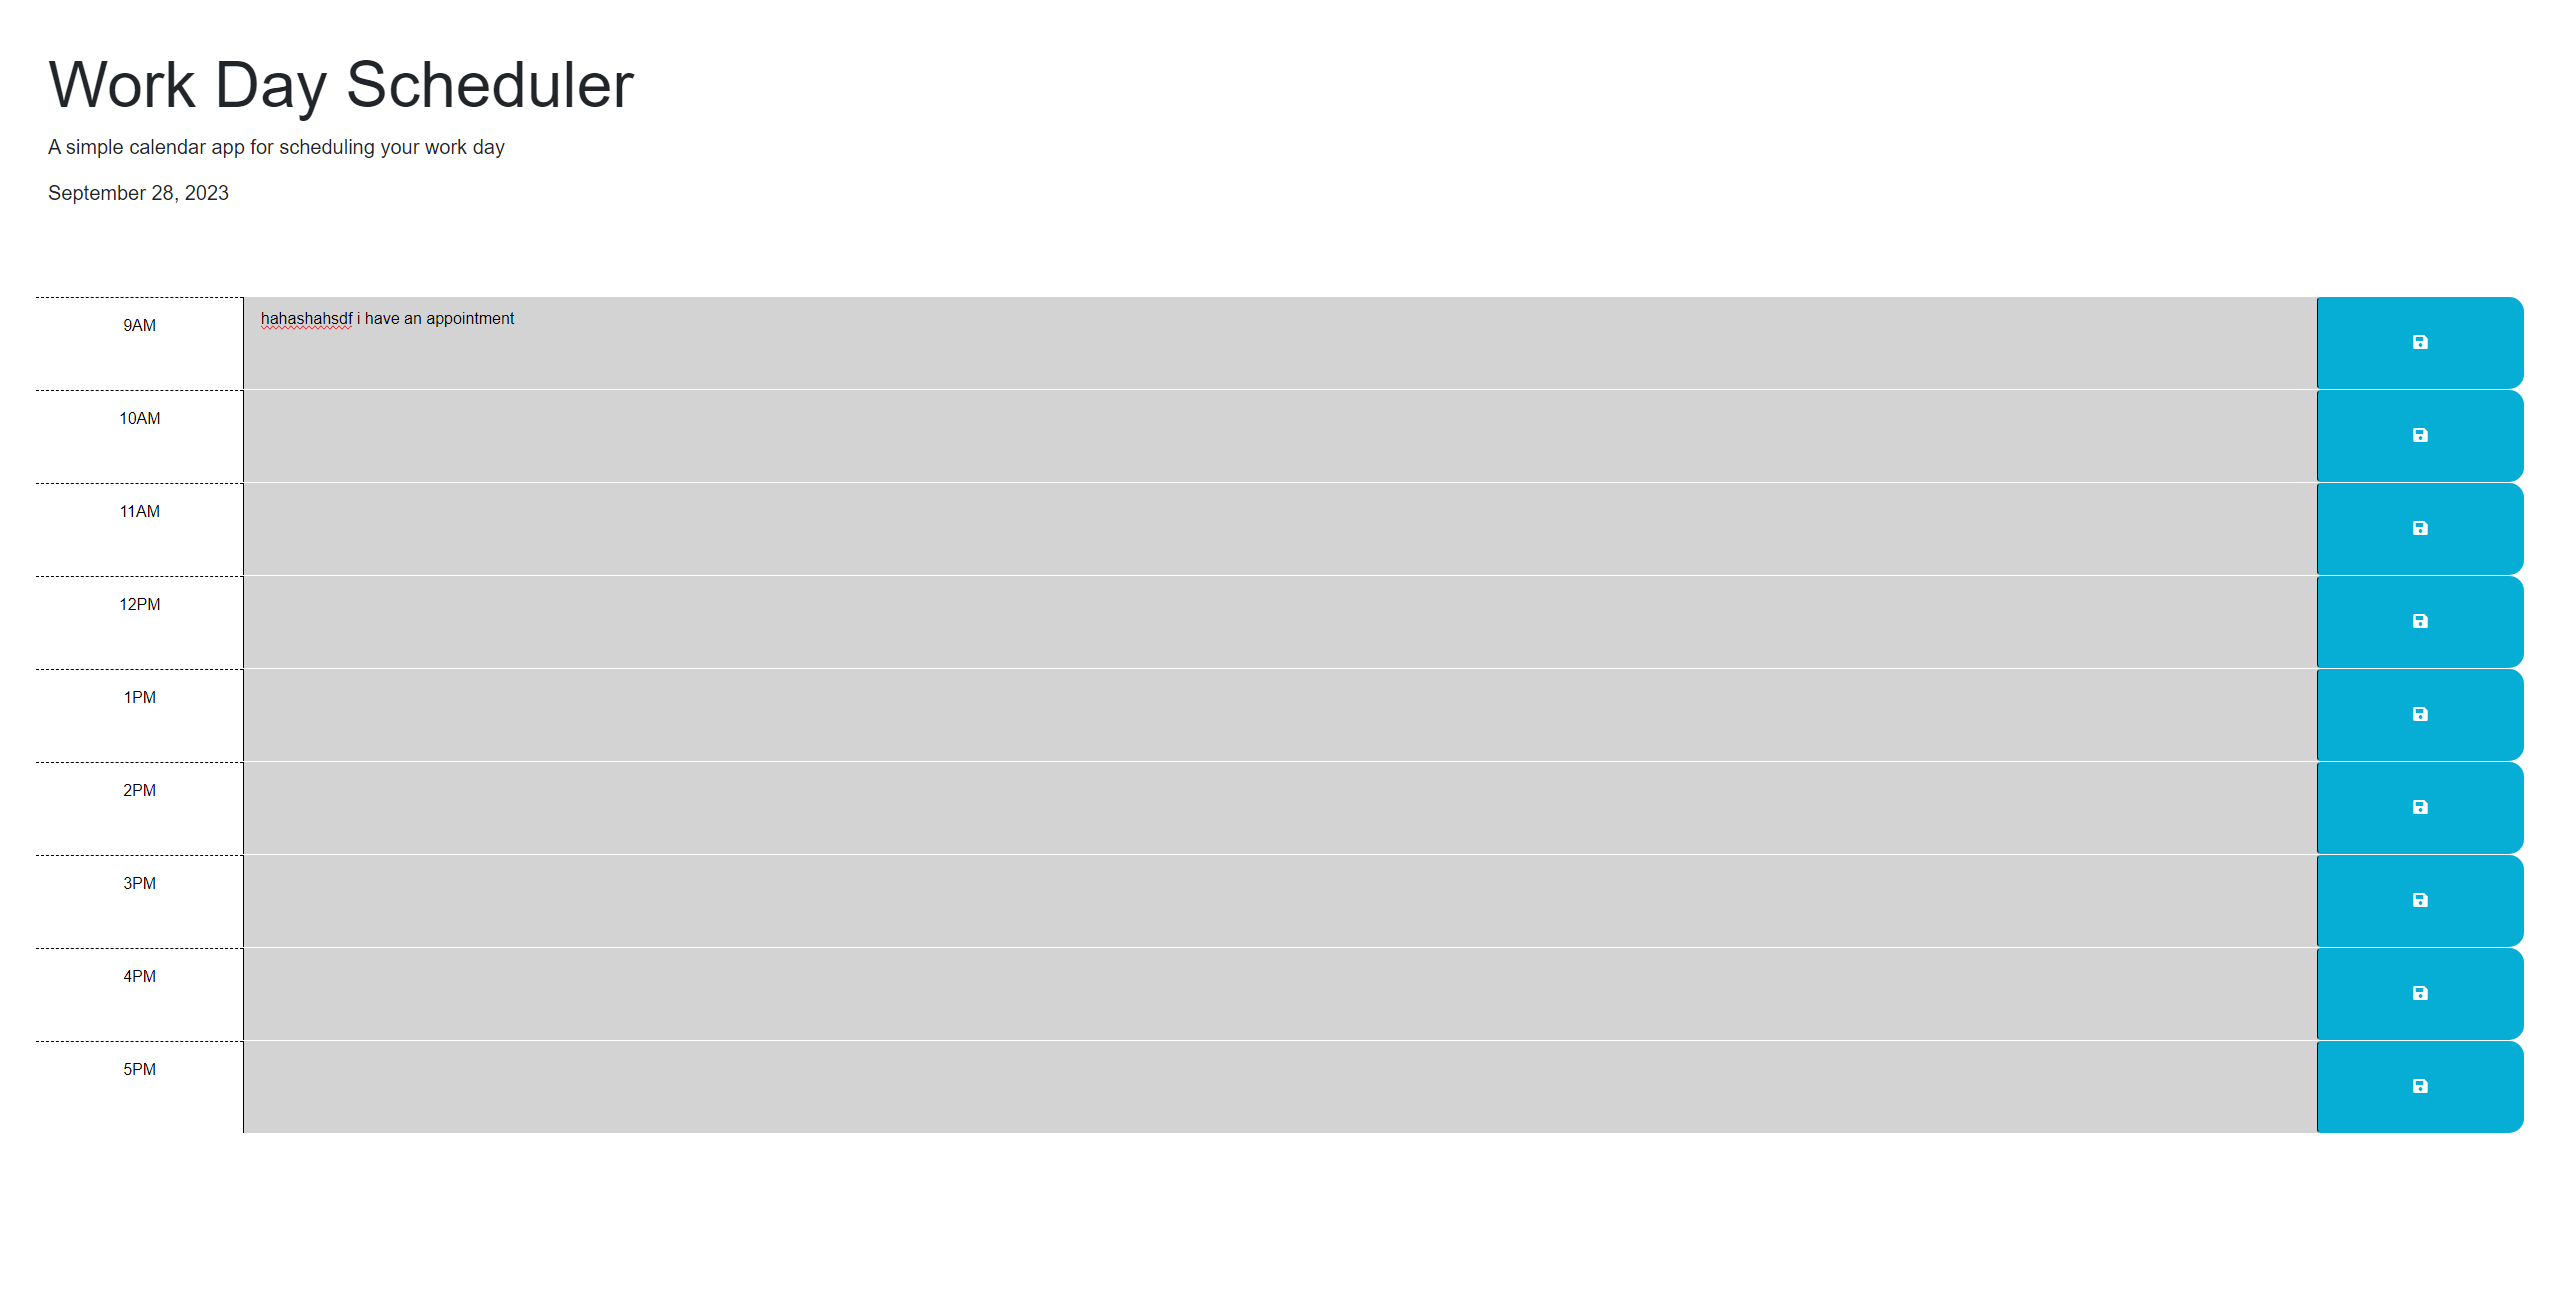 Work Day Scheduler
A simple calendar app for scheduling your work day
September 28, 2023
9AM
hahashahsdf i have an appointment
10AM
11AM
12PM
1PM
2PM
3PM
4PM
5PM